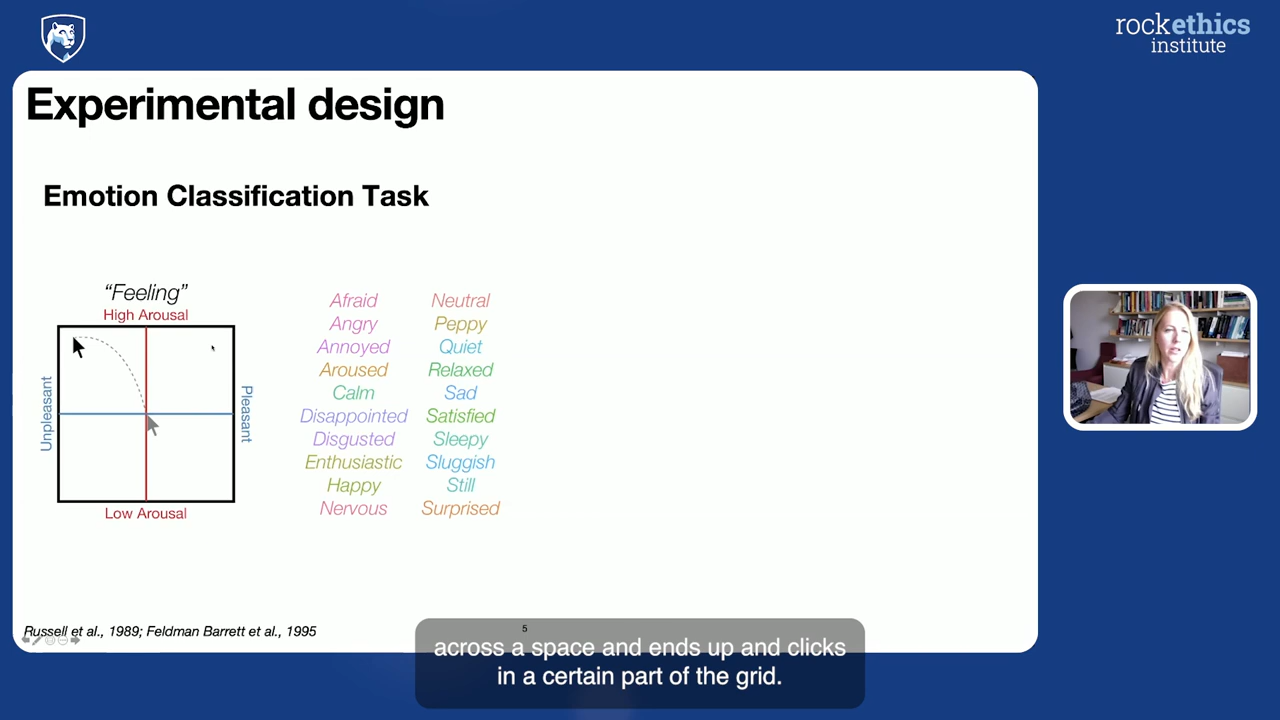 rockethics
institute
Experimental design
Emotion Classification Task
“Feeling”
High Arousal
Unpleasant
Pleasant
Low Arousal
Afraid
Angry
Annoyed
Aroused
Calm
Disappointed
Disgusted
Enthusiastic
Happy
Nervous
Neutral
Peppy
Quiet
Relaxed
Sad
Satisfied
Sleepy
Sluggish
Still
Surprised
Russell et al., 1989; Feldman Barrett et al., 1995
5
across a space and ends up and clicks
in a certain part of the grid.